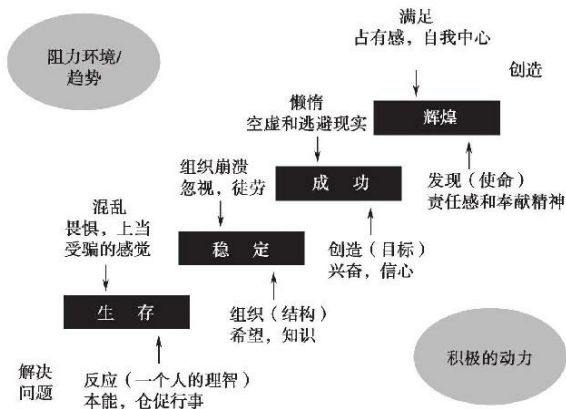 阻力环境/
趋势
满足
占有感，自我中心
创造
辉煌
懒惰
空虚和逃避现实
发现（使命）
责任感和奉献精神
组织崩溃
忽视，徒劳
成 功
混乱
畏惧，上当
受骗的感觉
创造（目标）
兴奋，信心
稳 定
组织（结构）
希望，知识
生 存
积极的动力
解决
问题
反应（一个人的理智）
本能，仓促行事